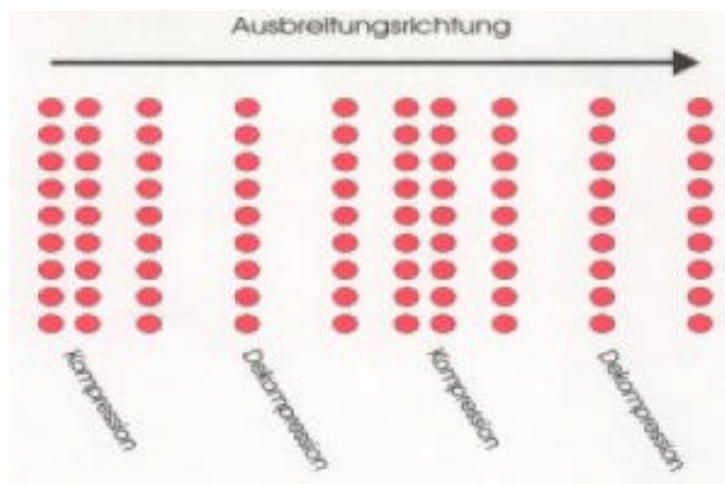 Ausbreitungsrichtung
Kompression
Dekompression
Kompression
Dekompression